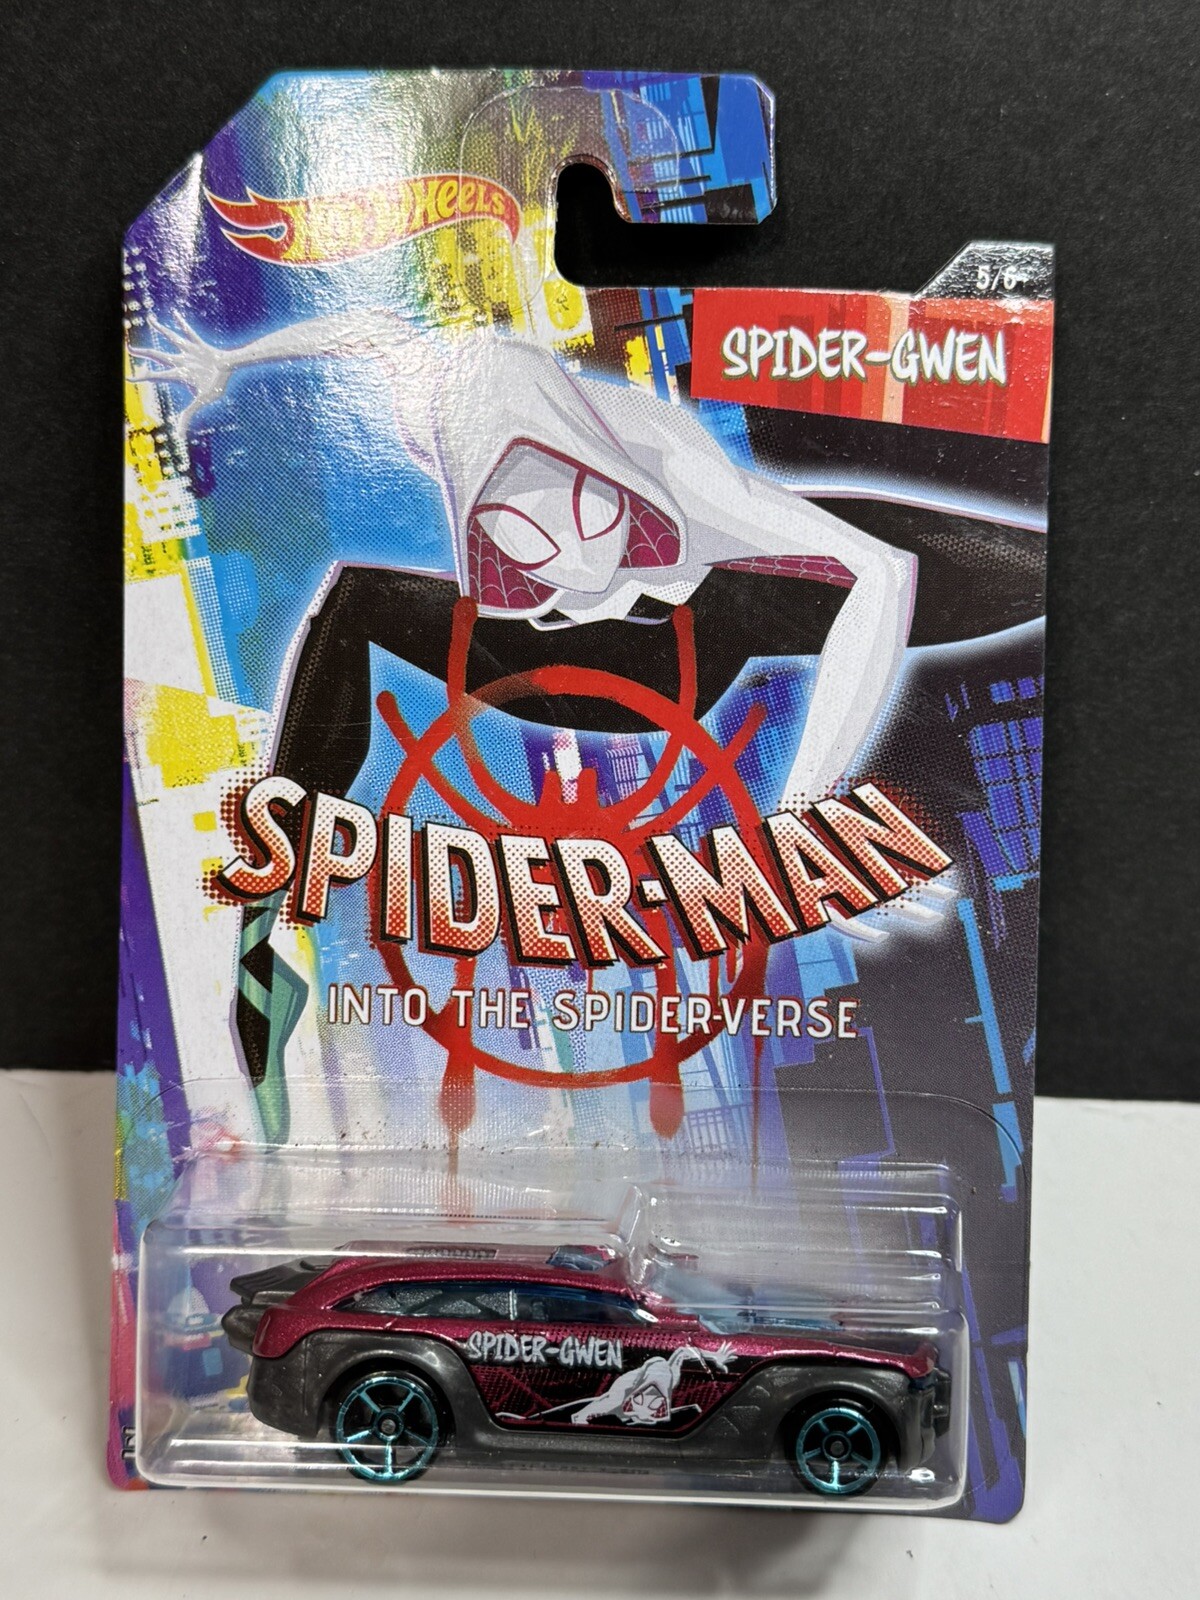 HOT WHEELS
5/6
SPIDER-GWEN
SPIDER-MAN
INTO THE SPIDER-VERSE
SPIDER-GWEN